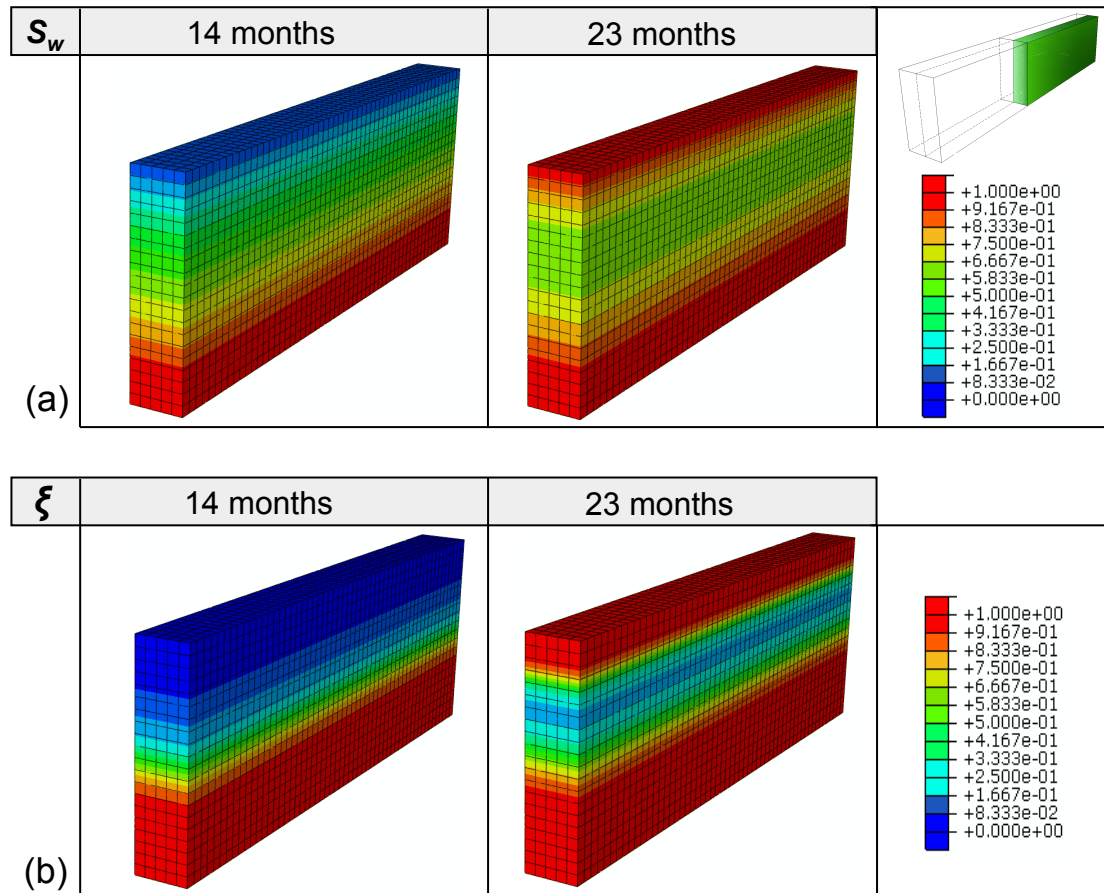 S_w 14 months 23 months
+1.000e+00
+9.167e-01
+8.333e-01
+7.500e-01
+6.667e-01
+5.833e-01
+5.000e-01
+4.167e-01
+3.333e-01
+2.500e-01
+1.667e-01
+8.333e-02
+0.000e+00
(a)
ξ 14 months 23 months
+1.000e+00
+9.167e-01
+8.333e-01
+7.500e-01
+6.667e-01
+5.833e-01
+5.000e-01
+4.167e-01
+3.333e-01
+2.500e-01
+1.667e-01
+8.333e-02
+0.000e+00
(b)